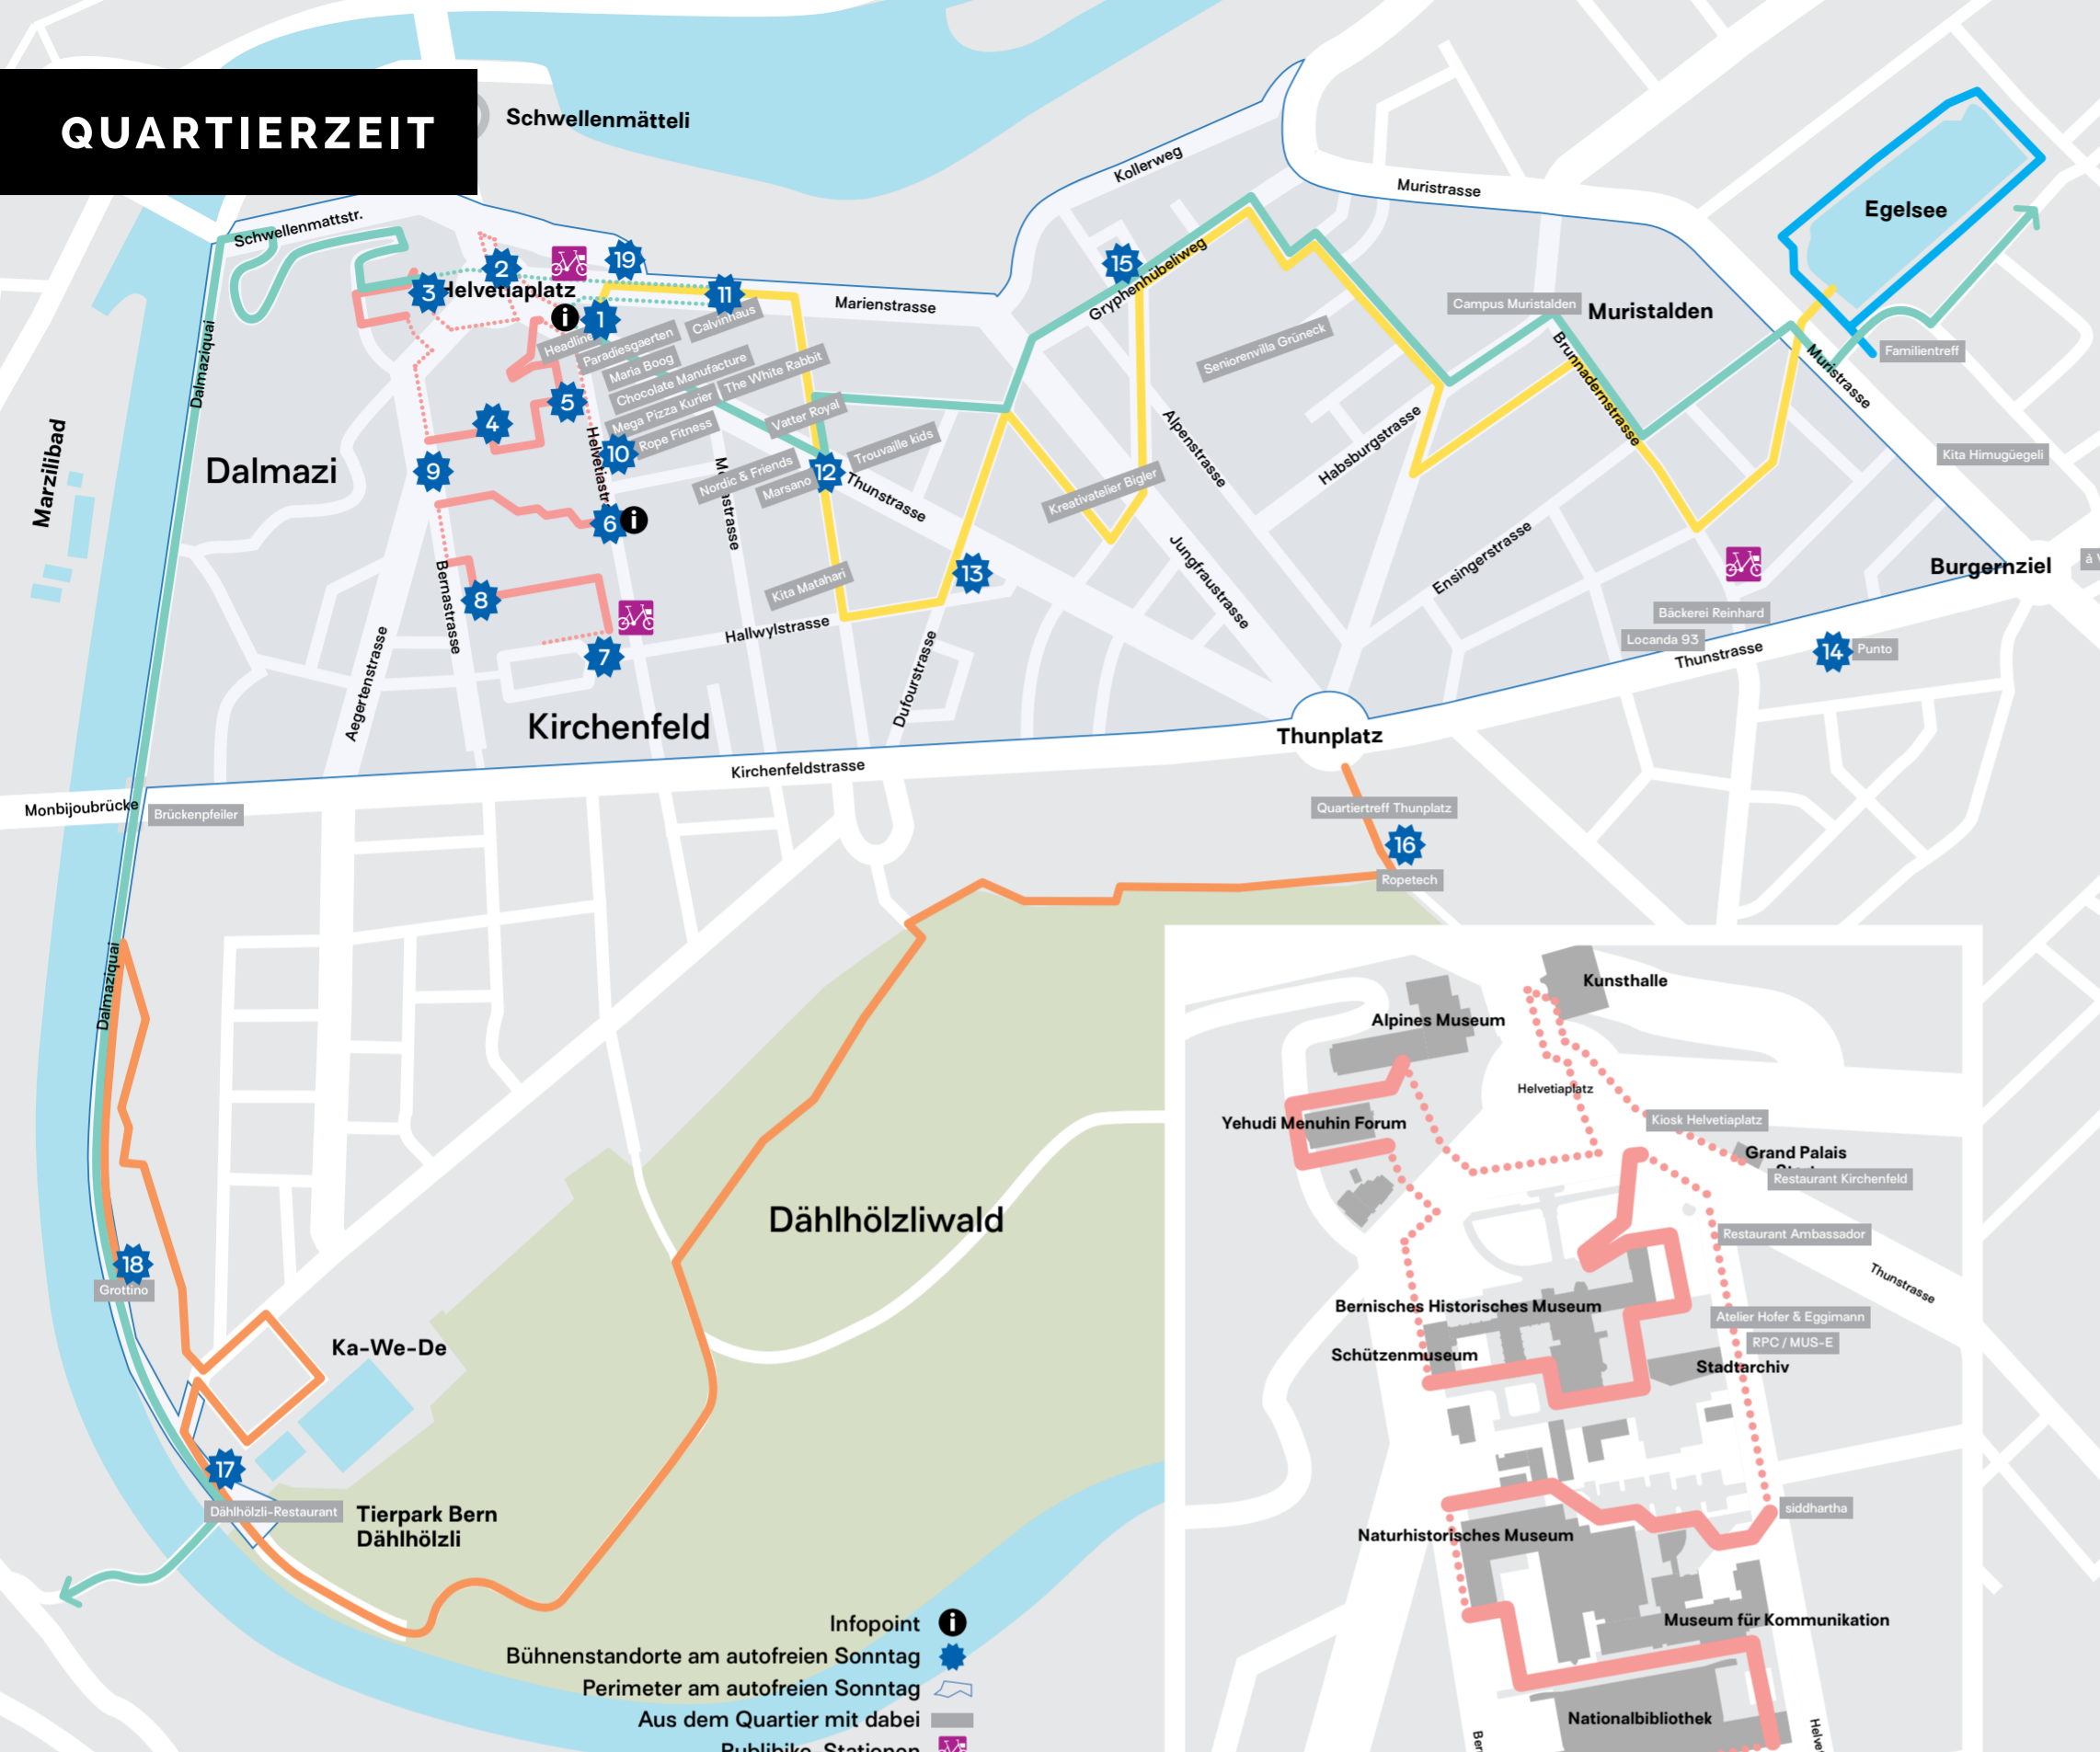 QUARTIERZEIT
Schwellenmätteli
Kollerweg
Muristrasse
Egelsee
Schwellenmattstr.
2
19
15
Gryphenhübeliweg
3
Helvetiaplatz
i
1
11
Marienstrasse
Campus Muristalden
Muristalden
Calvinhaus
Headline
Paradiesgaerten
Maria Boog
Chocolate Manufacture
The White Rabbit
Mega Pizza Kurier
Rope Fitness
Seniorenvilla Grüneck
Brunnadernstrasse
Muristrasse
Familientreff
Dalmaziquai
Marzilibad
Dalmazi
4
5
Helvetiastr
10
9
Vatter Royal
Trouvaille kids
Nordic & Friends
Marsano
12
Thunstrasse
Kreativatelier Bigler
Alpenstrasse
Habsburgstrasse
Kita Himugüegeli
6
i
Jungfraustrasse
Ensingerstrasse
Burgernziel
Bernastrasse
8
Kita Matahari
13
Bäckerei Reinhard
Locanda 93
Thunstrasse
14
Punto
Hallwylstrasse
7
Aegertenstrasse
Dufourstrasse
Kirchenfeld
Thunplatz
Kirchenfeldstrasse
Monbijoubrücke
Brückenpfeiler
Quartiertreff Thunplatz
16
Ropetech
Dalmaziquai
Kunsthalle
Alpines Museum
Helvetiaplatz
Yehudi Menuhin Forum
Kiosk Helvetiaplatz
Grand Palais
Restaurant Kirchenfeld
Restaurant Ambassador
Thunstrasse
Bernisches Historisches Museum
Atelier Hofer & Eggimann
RPC / MUS-E
Schützenmuseum
Stadtarchiv
siddhartha
Naturhistorisches Museum
Museum für Kommunikation
Nationalbibliothek
Ber
Helve
Dählhölzliwald
18
Grottino
Ka-We-De
17
Dählhölzli-Restaurant
Tierpark Bern
Dählhölzli
Infopoint
i
Bühnenstandorte am autofreien Sonntag
Perimeter am autofreien Sonntag
Aus dem Quartier mit dabei
Publibike-Stationen